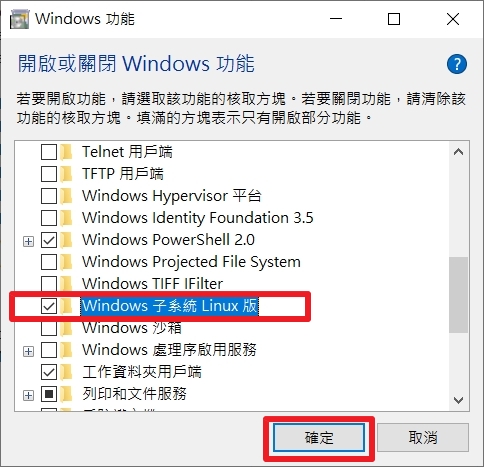 Windows 功能
開啟或關閉 Windows 功能
?
若要開啟功能，請選取該功能的核取方塊。若要關閉功能，請清除該
功能的核取方塊。填滿的方塊表示只有開啟部分功能。
Telnet 用戶端
TFTP 用戶端
Windows Hypervisor 平台
Windows Identity Foundation 3.5
Windows PowerShell 2.0
Windows Projected File System
Windows TIFF IFilter
Windows 子系統 Linux 版
Windows 沙箱
Windows 處理序啟用服務
工作資料夾用戶端
列印和文件服務
確定
取消